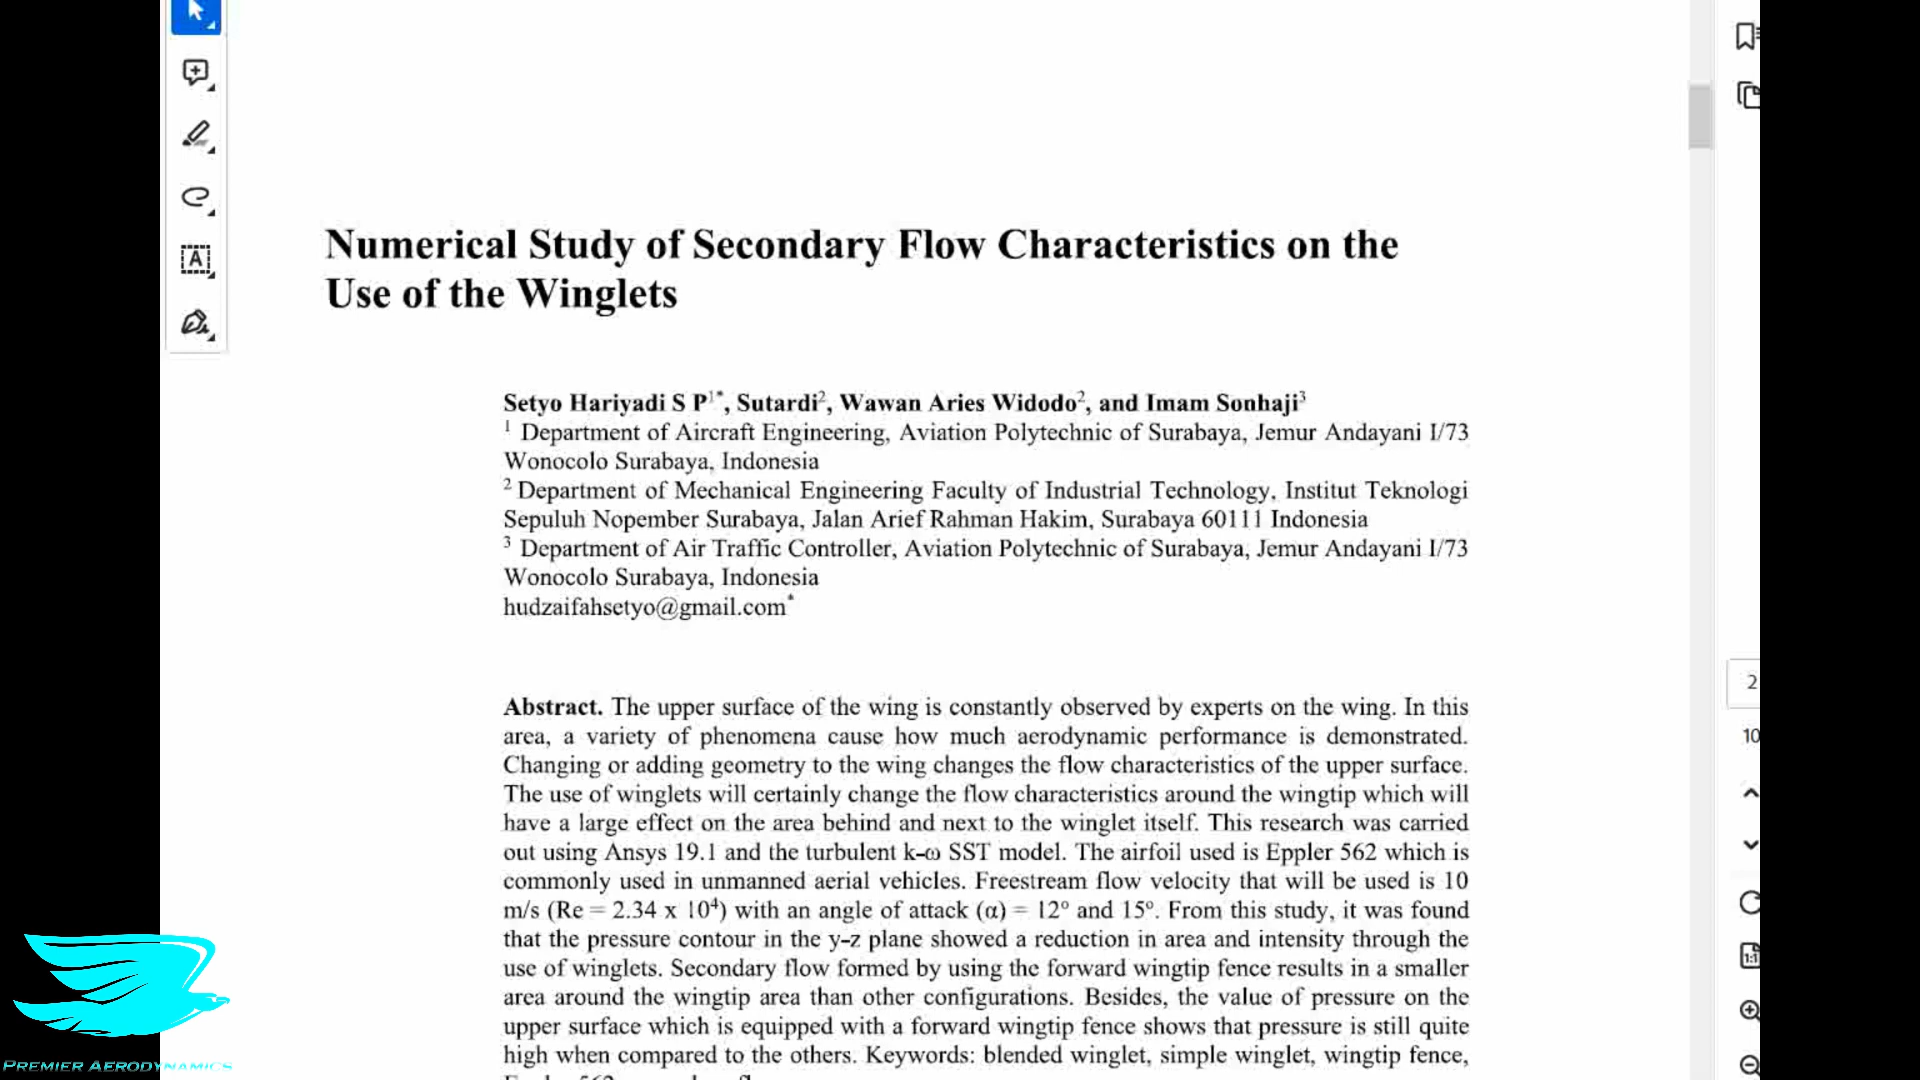 Numerical Study of Secondary Flow Characteristics on the
Use of the Winglets
Setyo Hariyadi S P1*, Sutardi2, Wawan Aries Widodo2, and Imam Sonhaji3
1 Department of Aircraft Engineering, Aviation Polytechnic of Surabaya, Jemur Andayani I/73
Wonocolo Surabaya, Indonesia
2 Department of Mechanical Engineering Faculty of Industrial Technology, Institut Teknologi
Sepuluh Nopember Surabaya, Jalan Arief Rahman Hakim, Surabaya 60111 Indonesia
3 Department of Air Traffic Controller, Aviation Polytechnic of Surabaya, Jemur Andayani I/73
Wonocolo Surabaya, Indonesia
hudzaifahsetyo@gmail.com*
Abstract. The upper surface of the wing is constantly observed by experts on the wing. In this
area, a variety of phenomena cause how much aerodynamic performance is demonstrated.
Changing or adding geometry to the wing changes the flow characteristics of the upper surface.
The use of winglets will certainly change the flow characteristics around the wingtip which will
have a large effect on the area behind and next to the winglet itself. This research was carried
out using Ansys 19.1 and the turbulent k-ω SST model. The airfoil used is Eppler 562 which is
commonly used in unmanned aerial vehicles. Freestream flow velocity that will be used is 10
m/s (Re = 2.34 x 10⁴) with an angle of attack (α) = 12° and 15°. From this study, it was found
that the pressure contour in the y-z plane showed a reduction in area and intensity through the
use of winglets. Secondary flow formed by using the forward wingtip fence results in a smaller
area around the wingtip area than other configurations. Besides, the value of pressure on the
upper surface which is equipped with a forward wingtip fence shows that pressure is still quite
high when compared to the others. Keywords: blended winglet, simple winglet, wingtip fence,
2
10
1:1
A
PREMIER AERODYNAMICS